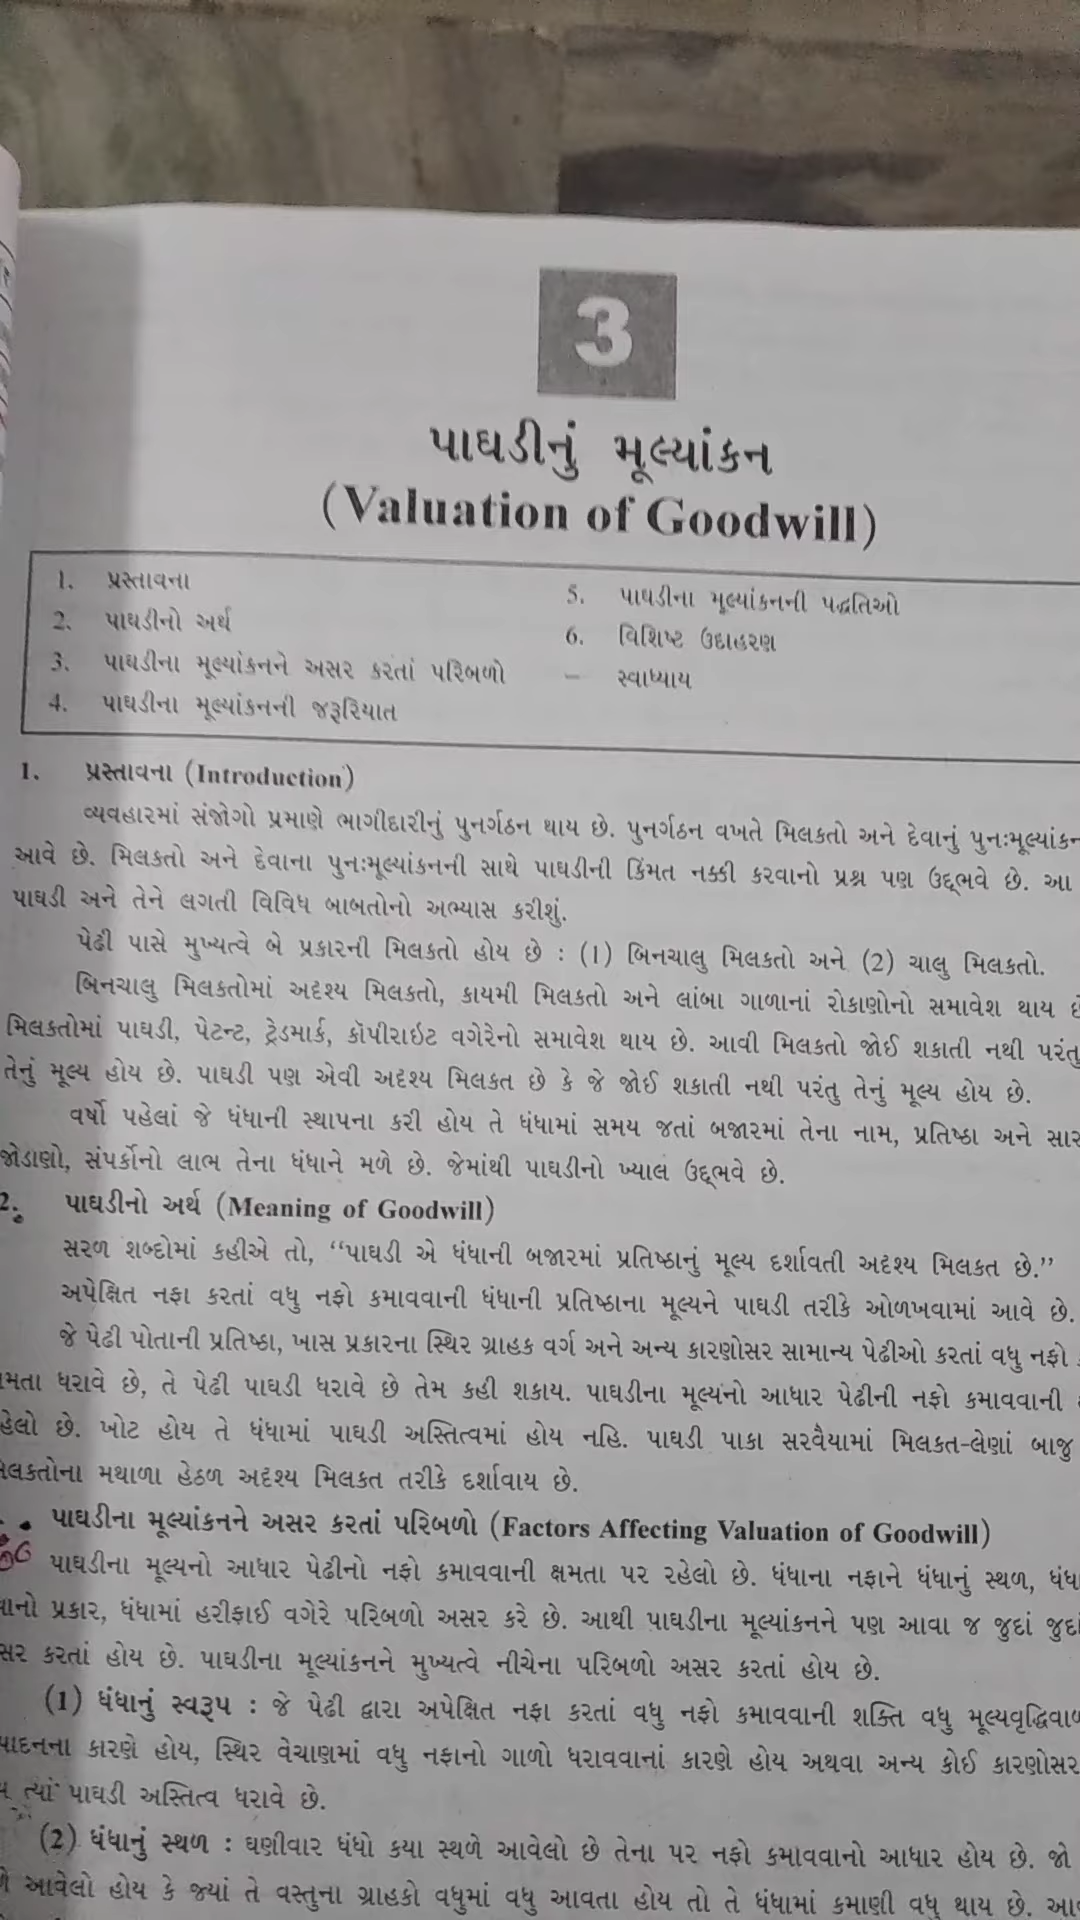 3
પાઘડીનું મૂલ્યાંકન
(Valuation of Goodwill)
1. પ્રસ્તાવના
2. પાઘડીનો અર્થ
3. પાઘડીના મૂલ્યાંકનને અસર કરતાં પરિબળો
4. પાઘડીના મૂલ્યાંકનની જરૂરિયાત
5. પાઘડીના મૂલ્યાંકનની પદ્ધતિઓ
6. વિશિષ્ટ ઉદાહરણ
– સ્વાધ્યાય
1. પ્રસ્તાવના (Introduction)
વ્યવહારમાં સંજોગો પ્રમાણે ભાગીદારીનું પુનર્ગઠન થાય છે. પુનર્ગઠન વખતે મિલકતો અને દેવાનું પુનઃમૂલ્યાંકન
આવે છે. મિલકતો અને દેવાના પુનઃમૂલ્યાંકનની સાથે પાઘડીની કિંમત નક્કી કરવાનો પ્રશ્ન પણ ઉદ્દ્ભવે છે. આ
પાઘડી અને તેને લગતી વિવિધ બાબતોનો અભ્યાસ કરીશું.
પેઢી પાસે મુખ્યત્વે બે પ્રકારની મિલકતો હોય છે : (1) બિનચાલુ મિલકતો અને (2) ચાલુ મિલકતો.
બિનચાલુ મિલકતોમાં અદૃશ્ય મિલકતો, કાયમી મિલકતો અને લાંબા ગાળાનાં રોકાણોનો સમાવેશ થાય
મિલકતોમાં પાઘડી, પેટન્ટ, ટ્રેડમાર્ક, કૉપીરાઇટ વગેરેનો સમાવેશ થાય છે. આવી મિલકતો જોઈ શકાતી નથી પરંતુ
તેનું મૂલ્ય હોય છે. પાઘડી પણ એવી અદૃશ્ય મિલકત છે કે જે જોઈ શકાતી નથી પરંતુ તેનું મૂલ્ય હોય છે.
વર્ષો પહેલાં જે ધંધાની સ્થાપના કરી હોય તે ધંધામાં સમય જતાં બજારમાં તેના નામ, પ્રતિષ્ઠા અને
જોડાણો, સંપર્કોનો લાભ તેના ધંધાને મળે છે. જેમાંથી પાઘડીનો ખ્યાલ ઉદ્દ્ભવે છે.
2. પાઘડીનો અર્થ (Meaning of Goodwill)
સરળ શબ્દોમાં કહીએ તો, “પાઘડી એ ધંધાની બજારમાં પ્રતિષ્ઠાનું મૂલ્ય દર્શાવતી અદૃશ્ય મિલકત છે.”
અપેક્ષિત નફા કરતાં વધુ નફો કમાવવાની ધંધાની પ્રતિષ્ઠાના મૂલ્યને પાઘડી તરીકે ઓળખવામાં આવે છે.
જે પેઢી પોતાની પ્રતિષ્ઠા, ખાસ પ્રકારના સ્થિર ગ્રાહક વર્ગ અને અન્ય કારણોસર સામાન્ય પેઢીઓ કરતાં વધુ નફો
ધરાવે છે, તે પેઢી પાઘડી ધરાવે છે તેમ કહી શકાય. પાઘડીના મૂલ્યનો આધાર પેઢીની નફો કમાવવાની
છે. ખોટ હોય તે ધંધામાં પાઘડી અસ્તિત્વમાં હોય નહિ. પાઘડી પાકા સરવૈયામાં મિલકત-લેણાં બાજુ
મથાળા હેઠળ અદૃશ્ય મિલકત તરીકે દર્શાવાય છે.
પાઘડીના મૂલ્યાંકનને અસર કરતાં પરિબળો (Factors Affecting Valuation of Goodwill)
પાઘડીના મૂલ્યનો આધાર પેઢીનો નફો કમાવવાની ક્ષમતા પર રહેલો છે. ધંધાના નફાને ધંધાનું સ્થળ,
પ્રકાર, ધંધામાં હરીફાઈ વગેરે પરિબળો અસર કરે છે. આથી પાઘડીના મૂલ્યાંકનને પણ આવા જ જુદાં
કરતાં હોય છે. પાઘડીના મૂલ્યાંકનને મુખ્યત્વે નીચેના પરિબળો અસર કરતાં હોય છે.
(1) ધંધાનું સ્વરૂપ : જે પેઢી દ્વારા અપેક્ષિત નફા કરતાં વધુ નફો કમાવવાની શક્તિ વધુ
કારણે હોય, સ્થિર વેચાણમાં વધુ નફાનો ગાળો ધરાવવાનાં કારણે હોય અથવા અન્ય કોઈ કારણોસર
ત્યાં પાઘડી અસ્તિત્વ ધરાવે છે.
(2) ધંધાનું સ્થળ : ઘણીવાર ધંધો કયા સ્થળે આવેલો છે તેના પર નફો કમાવવાનો આધાર હોય છે. જો
આવેલો હોય કે જ્યાં તે વસ્તુના ગ્રાહકો વધુમાં વધુ આવતા હોય તો તે ધંધામાં કમાણી વધુ થાય છે.